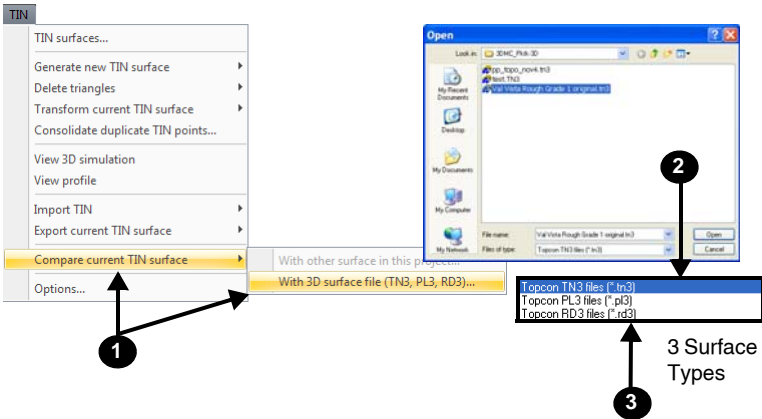 TIN
TIN surfaces...
Generate new TIN surface
Delete triangles
Transform current TIN surface
Consolidate duplicate TIN points...
View 3D simulation
View profile
Import TIN
Export current TIN surface
Compare current TIN surface
Options...
With other surface in this project...
With 3D surface file (TN3, PL3, RD3)...
1
Open
Look in:
3DMC_Pkik-3D
pp_topo_nov4.tn3
test.TN3
Val Vista Rough Grade 1 original.tn3
My Recent
Documents
Desktop
My Documents
My Computer
My Network
File name:
Val Vista Rough Grade 1 original.tn3
Open
Files of type:
Topcon TN3 files (*.tn3)
Cancel
2
Topcon TN3 files (*.tn3)
Topcon PL3 files (*.pl3)
Topcon RD3 files (*.rd3)
3 Surface
Types
3